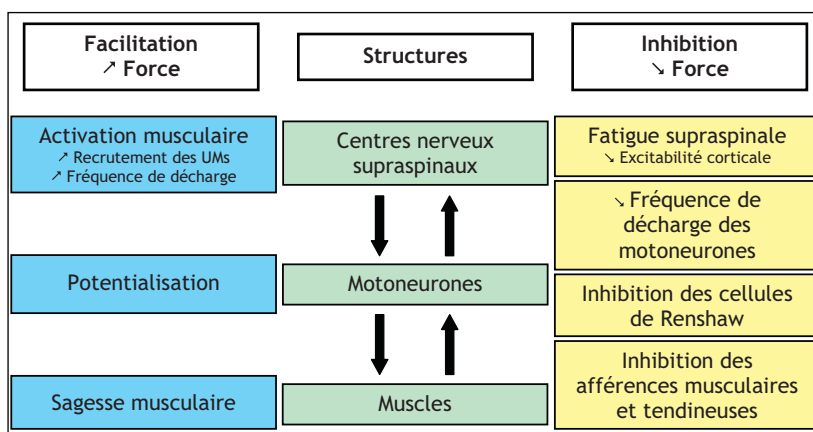 Facilitation
↗ Force
Structures
Inhibition
↘ Force
Activation musculaire
↗ Recrutement des UMs
↗ Fréquence de décharge
Centres nerveux
supraspinaux
Fatigue supraspinale
↘ Excitabilité corticale
↘ Fréquence de
décharge des
motoneurones
Potentialisation
Motoneurones
Inhibition des cellules
de Renshaw
Sagesse musculaire
Muscles
Inhibition des
afférences musculaires
et tendineuses